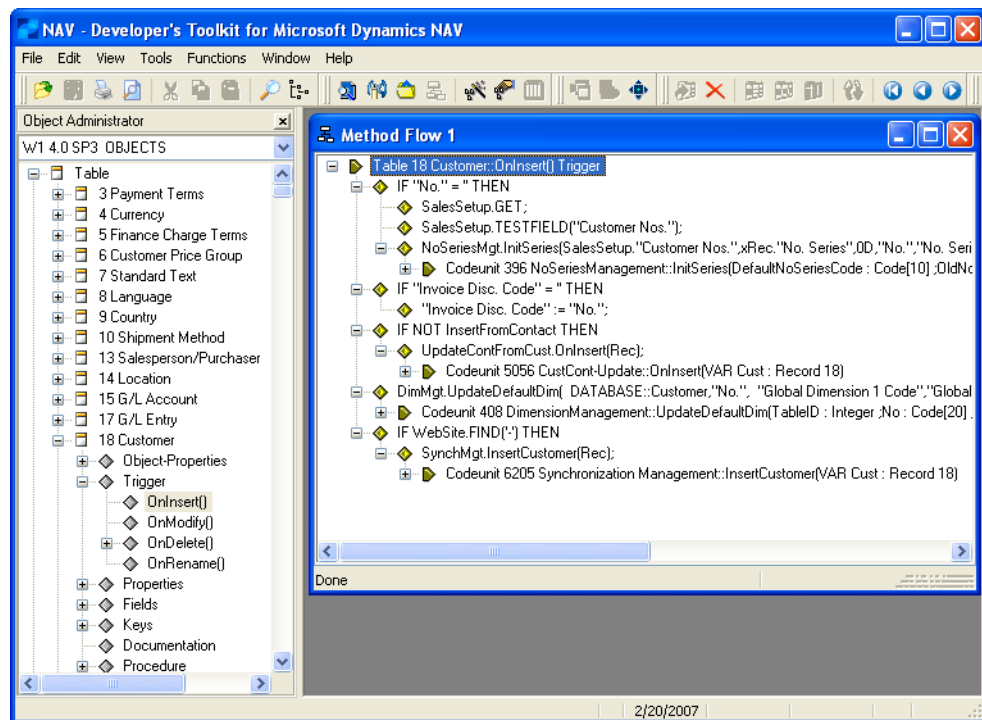 NAV - Developer's Toolkit for Microsoft Dynamics NAV
File Edit View Tools Functions Window Help
Object Administrator
W1 4.0 SP3 OBJECTS
Table
3 Payment Terms
4 Currency
5 Finance Charge Terms
6 Customer Price Group
7 Standard Text
8 Language
9 Country
10 Shipment Method
13 Salesperson/Purchaser
14 Location
15 G/L Account
17 G/L Entry
18 Customer
Object-Properties
Trigger
OnInsert()
OnModify()
OnDelete()
OnRename()
Properties
Fields
Keys
Documentation
Procedure
Method Flow 1
Table 18 Customer::OnInsert() Trigger
IF "No." = '' THEN
SalesSetup.GET;
SalesSetup.TESTFIELD("Customer Nos.");
NoSeriesMgt.InitSeries(SalesSetup."Customer Nos.",xRec."No. Series",0D,"No.","No. Seri
Codeunit 396 NoSeriesManagement::InitSeries(DefaultNoSeriesCode : Code[10] ;OldNo
IF "Invoice Disc. Code" = '' THEN
"Invoice Disc. Code" := "No.";
IF NOT InsertFromContact THEN
UpdateContFromCust.OnInsert(Rec);
Codeunit 5056 CustCont-Update::OnInsert(VAR Cust : Record 18)
DimMgt.UpdateDefaultDim( DATABASE::Customer,"No.", "Global Dimension 1 Code","Global
Codeunit 408 DimensionManagement::UpdateDefaultDim(TableID : Integer ;No : Code[20] .
IF WebSite.FIND('-') THEN
SynchMgt.InsertCustomer(Rec);
Codeunit 6205 Synchronization Management::InsertCustomer(VAR Cust : Record 18)
Done
2/20/2007